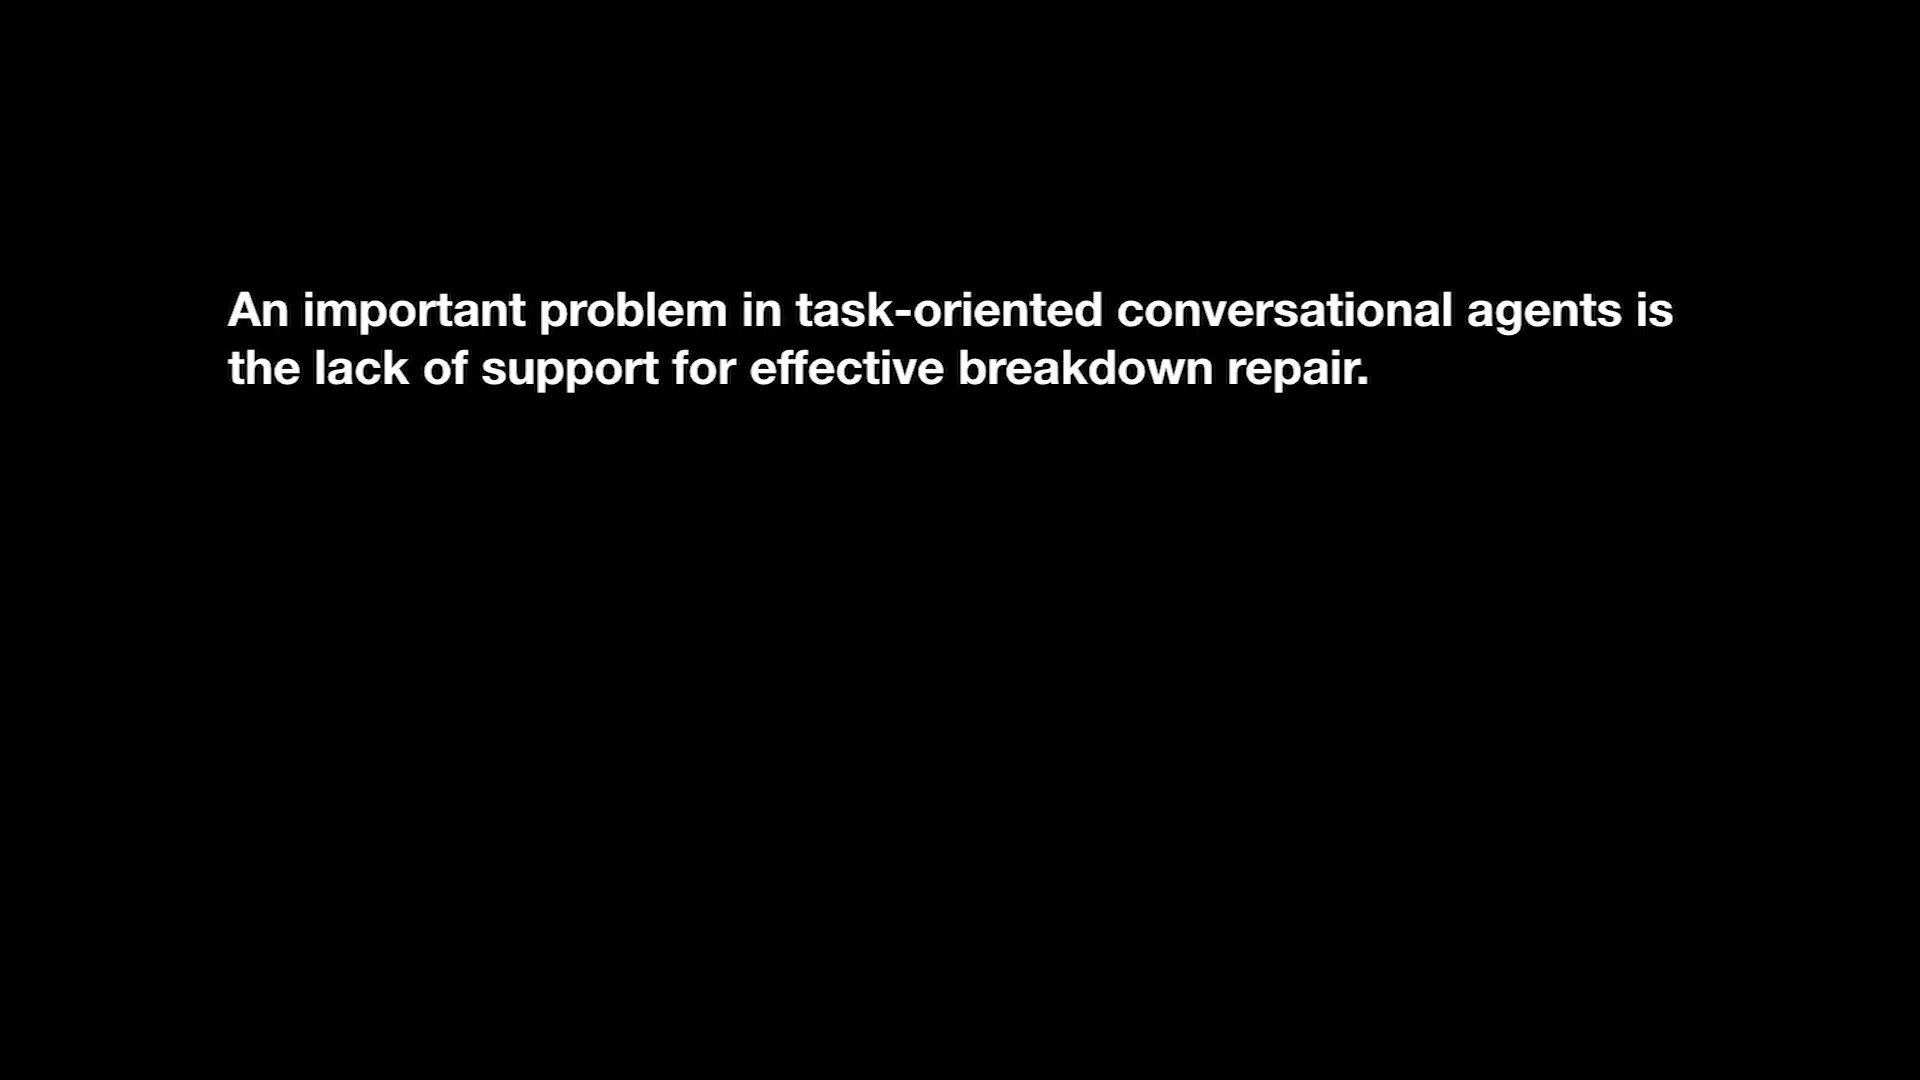 An important problem in task-oriented conversational agents is
the lack of support for effective breakdown repair.